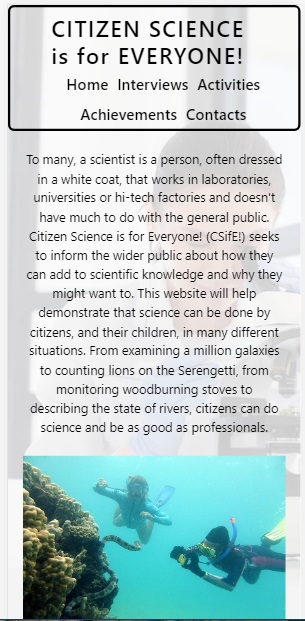 CITIZEN SCIENCE
is for EVERYONE!
Home Interviews Activities
Achievements Contacts
To many, a scientist is a person, often dressed
in a white coat, that works in laboratories,
universities or hi-tech factories and doesn't
have much to do with the general public.
Citizen Science is for Everyone! (CSifE!) seeks
to inform the wider public about how they
can add to scientific knowledge and why they
might want to. This website will help
demonstrate that science can be done by
citizens, and their children, in many different
situations. From examining a million galaxies
to counting lions on the Serengetti, from
monitoring woodburning stoves to
describing the state of rivers, citizens can do
science and be as good as professionals.